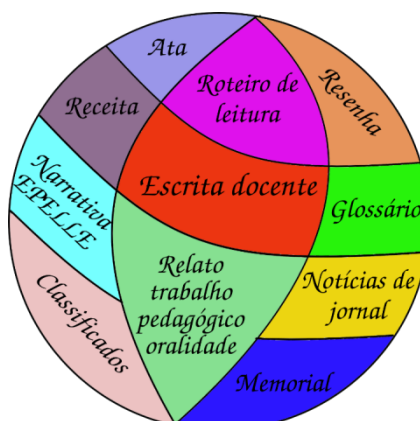 Ata
Roteiro de
leitura
Resenha
Receita
Escrita docente
Narrativa
EPELLE
Glossário
Relato
trabalho
pedagógico
oralidade
Notícias de
jornal
Classificados
Memorial